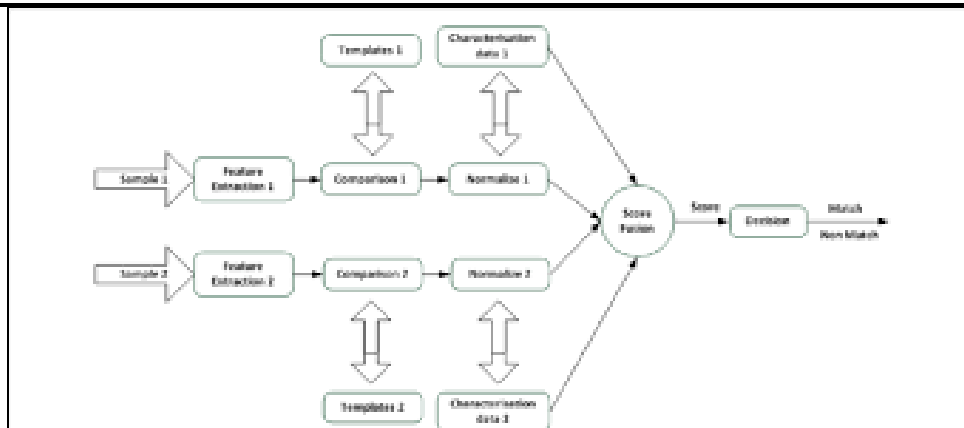 Templates 1
Characterisation
data 1
Sample 1
Feature
Extraction 1
Comparison 1
Normalise 1
Score
Fusion
Score
Decision
Match
Non Match
Sample 2
Feature
Extraction 2
Comparison 2
Normalise 2
Templates 2
Characterisation
data 2